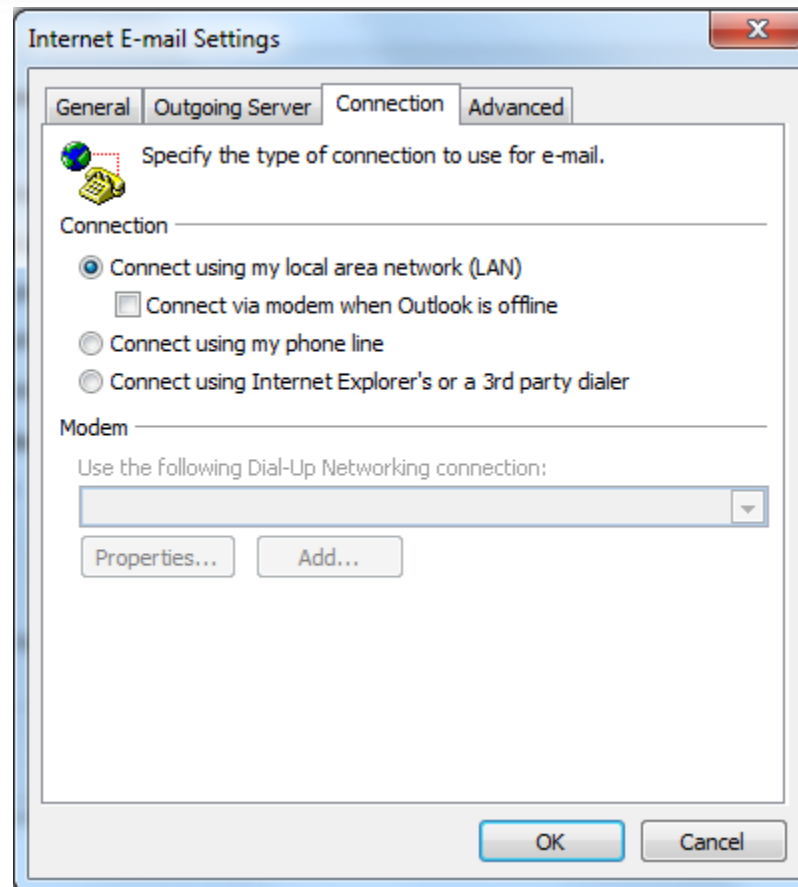 Internet E-mail Settings
General Outgoing Server Connection Advanced
Specify the type of connection to use for e-mail.
Connection
Connect using my local area network (LAN)
Connect via modem when Outlook is offline
Connect using my phone line
Connect using Internet Explorer's or a 3rd party dialer
Modem
Use the following Dial-Up Networking connection:
Properties... Add...
OK Cancel